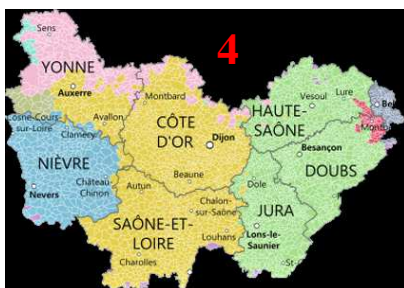 4
Sens
YONNE
Auxerre
Montbard
Vesoul
Lure
Bel
HAUTE-
SAÔNE
Cosne-Cours-
sur-Loire
Avallon
CÔTE
D'OR
Dijon
Clamecy
Besançon
NIÈVRE
DOUBS
Nevers
Château
Chinon
Autun
Beaune
Dole
Chalon-
sur-Saône
JURA
SAÔNE-ET-
LOIRE
Louhans
Lons-le-
Saunier
Charolles
St-C